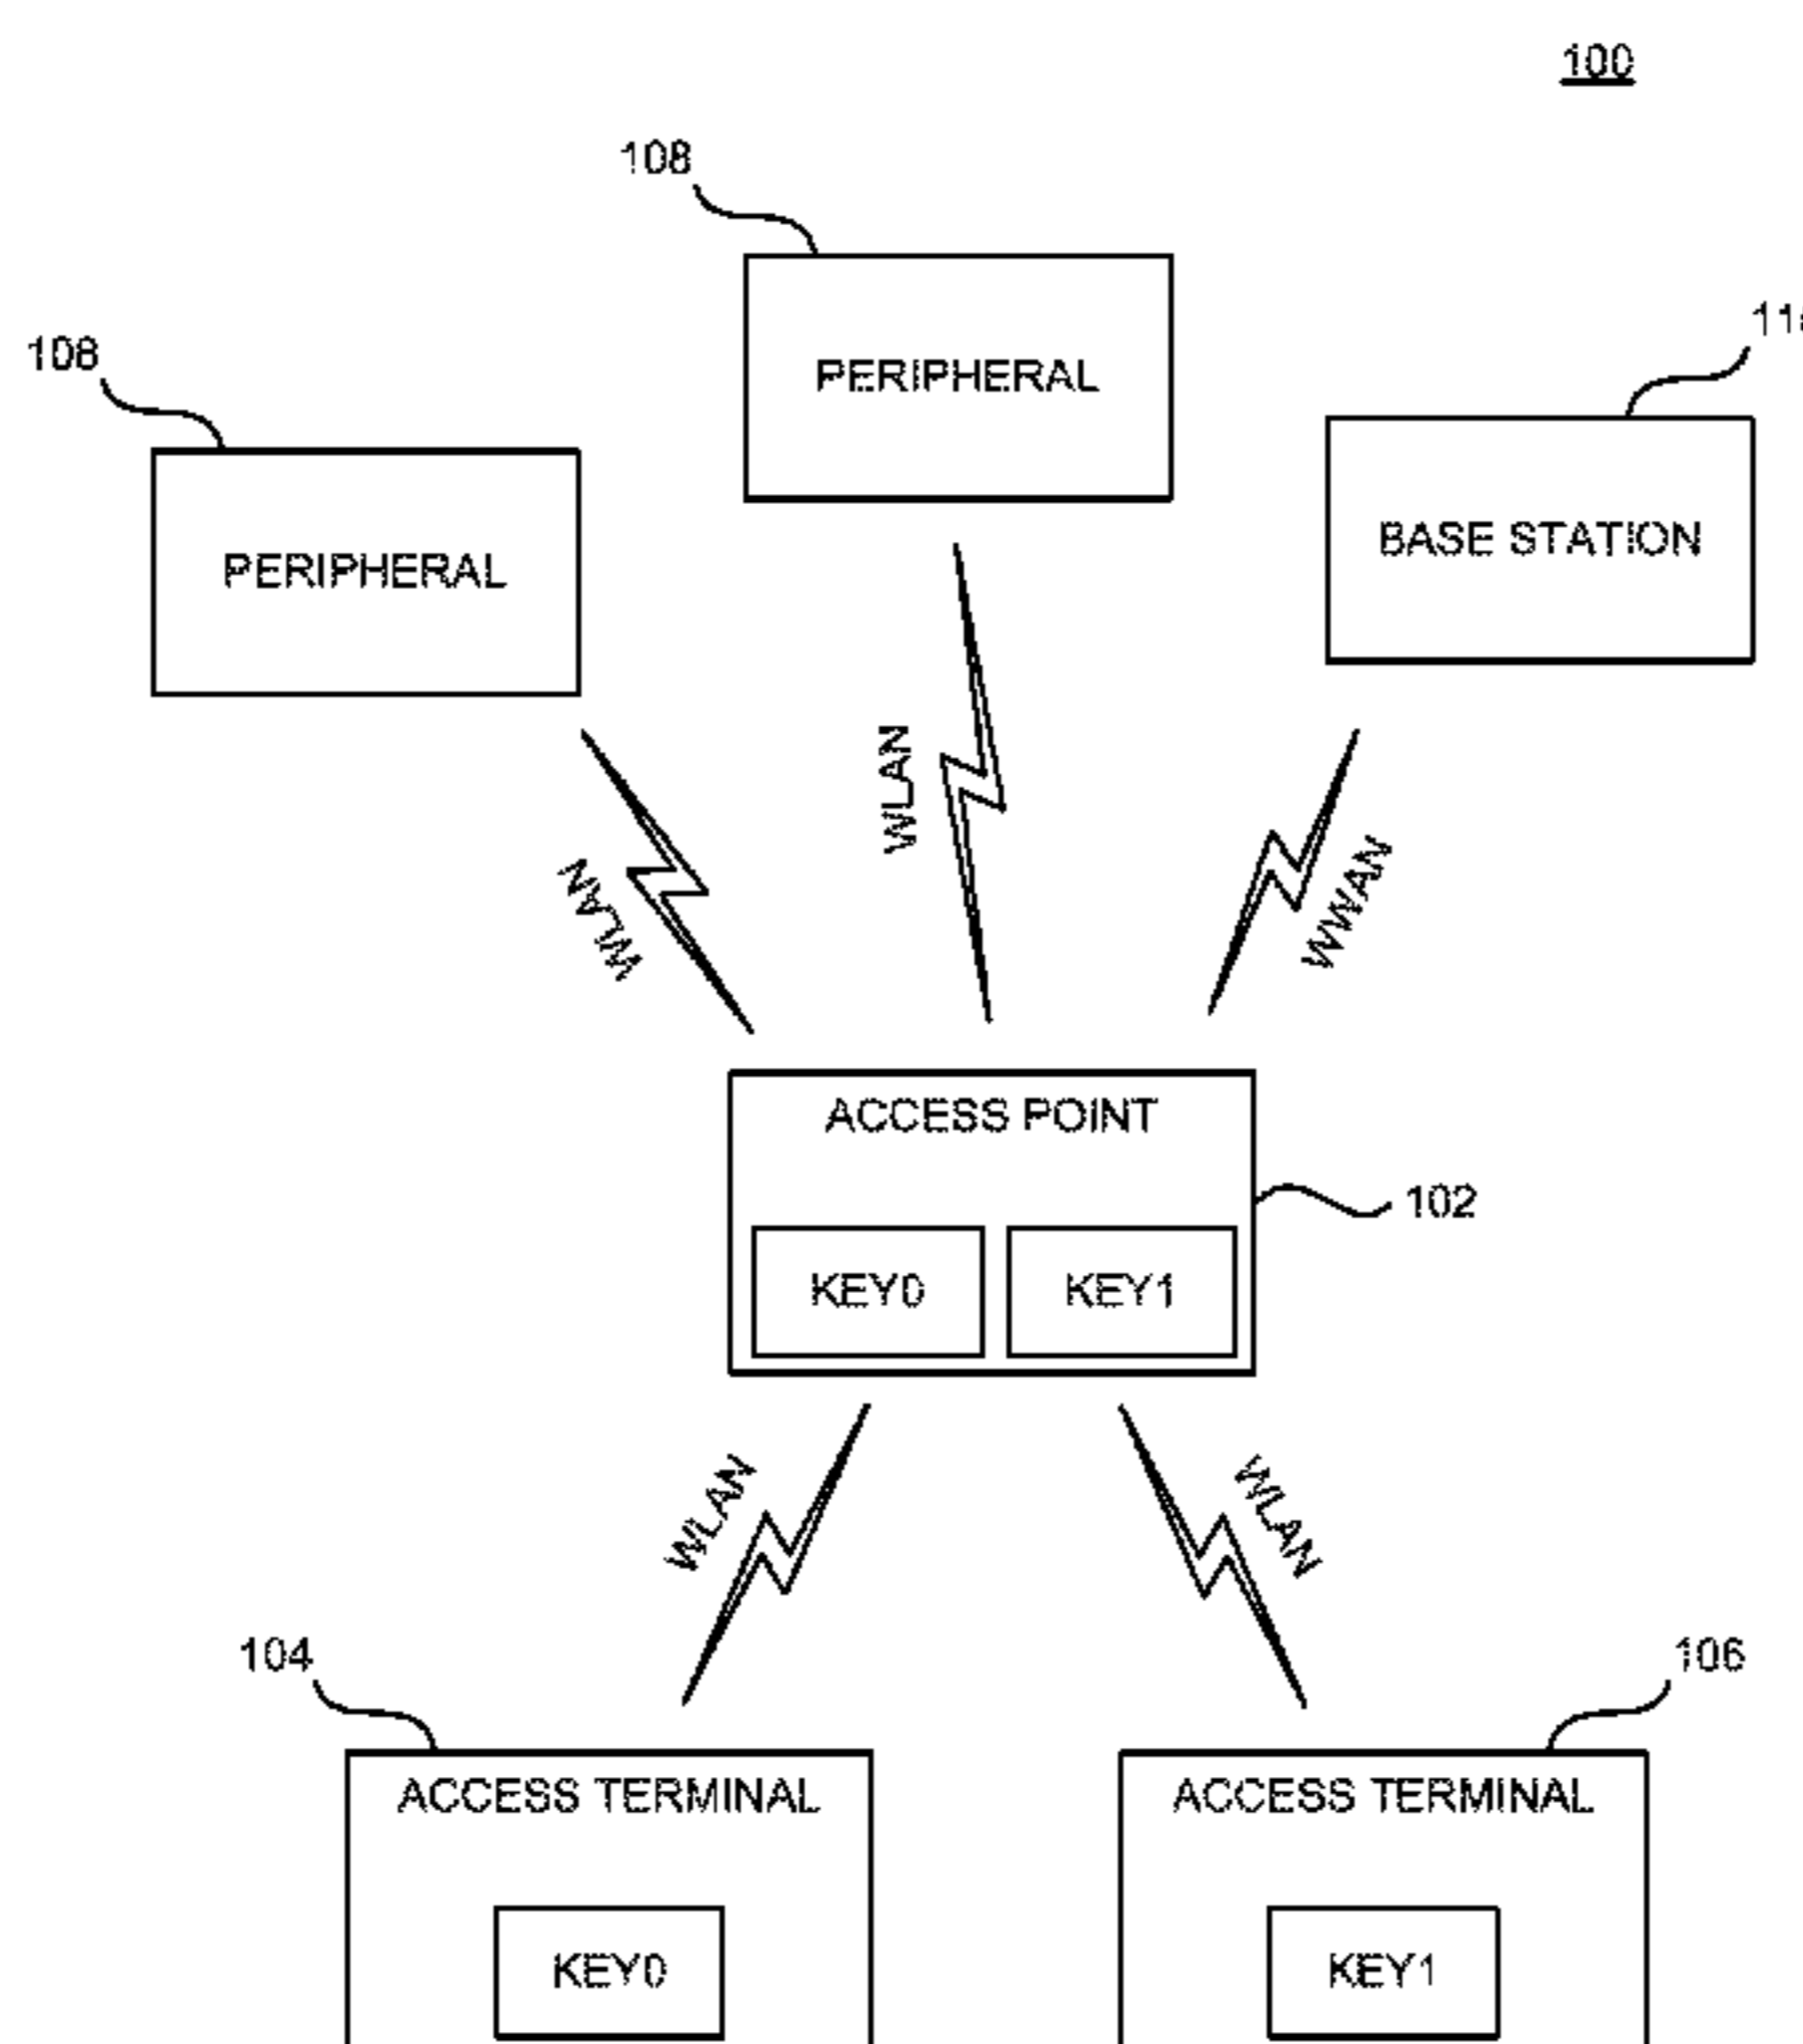 100
108
108
PERIPHERAL
BASE STATION
PERIPHERAL
WLAN
WLAN
WWAN
ACCESS POINT
102
KEY0
KEY1
WLAN
WLAN
104
106
ACCESS TERMINAL
ACCESS TERMINAL
KEY0
KEY1